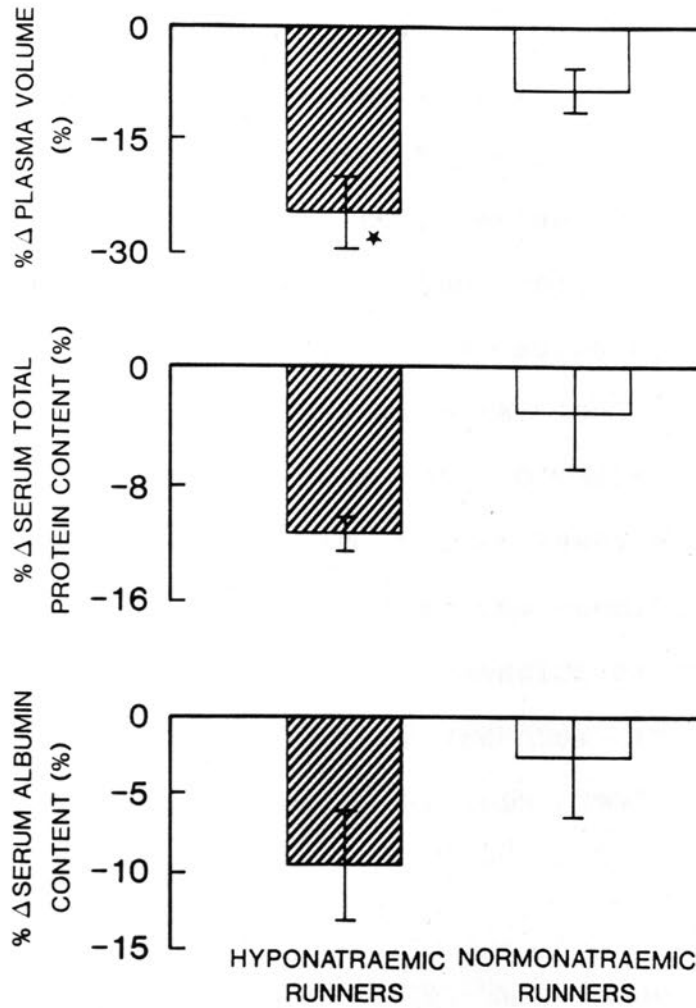 % Δ PLASMA VOLUME
(%)
0
−15
−30
★
% Δ SERUM TOTAL
PROTEIN CONTENT (%)
0
−8
−16
% Δ SERUM ALBUMIN
CONTENT (%)
0
−5
−10
−15
HYPONATRAEMIC
RUNNERS
NORMONATRAEMIC
RUNNERS